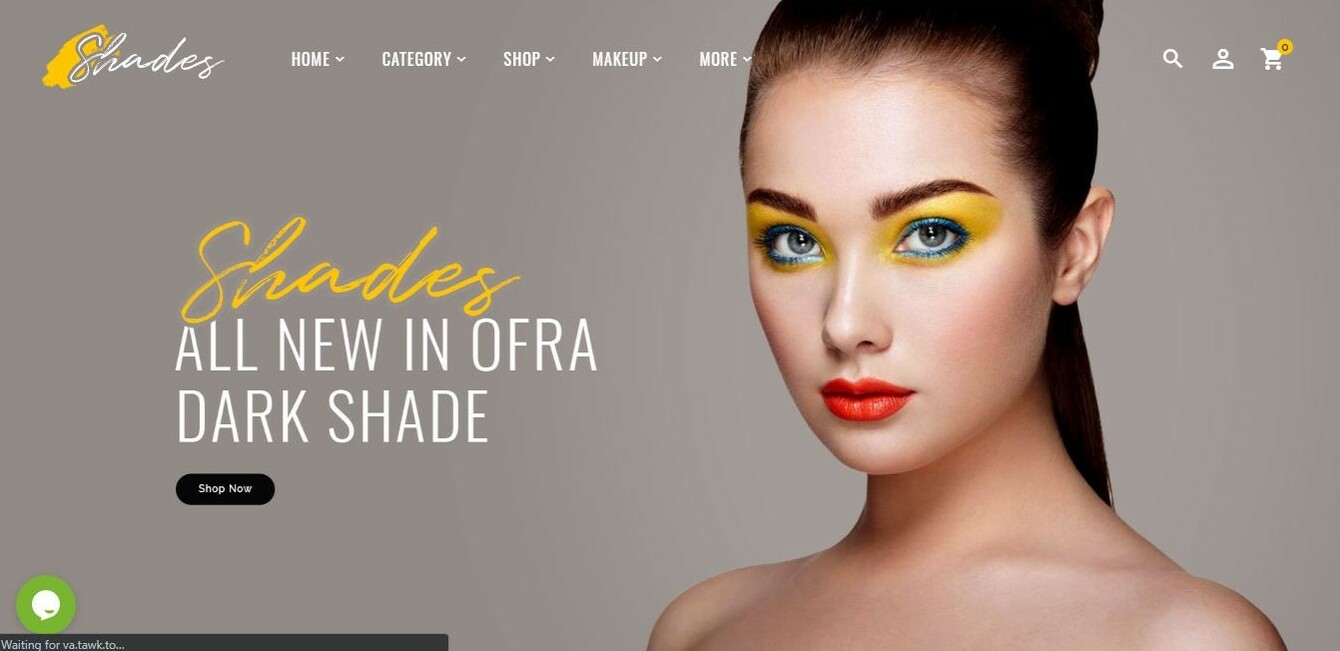 Shades
HOME
CATEGORY
SHOP
MAKEUP
MORE
0
Shades
ALL NEW IN OFRA
DARK SHADE
Shop Now
Waiting for va.tawk.to...